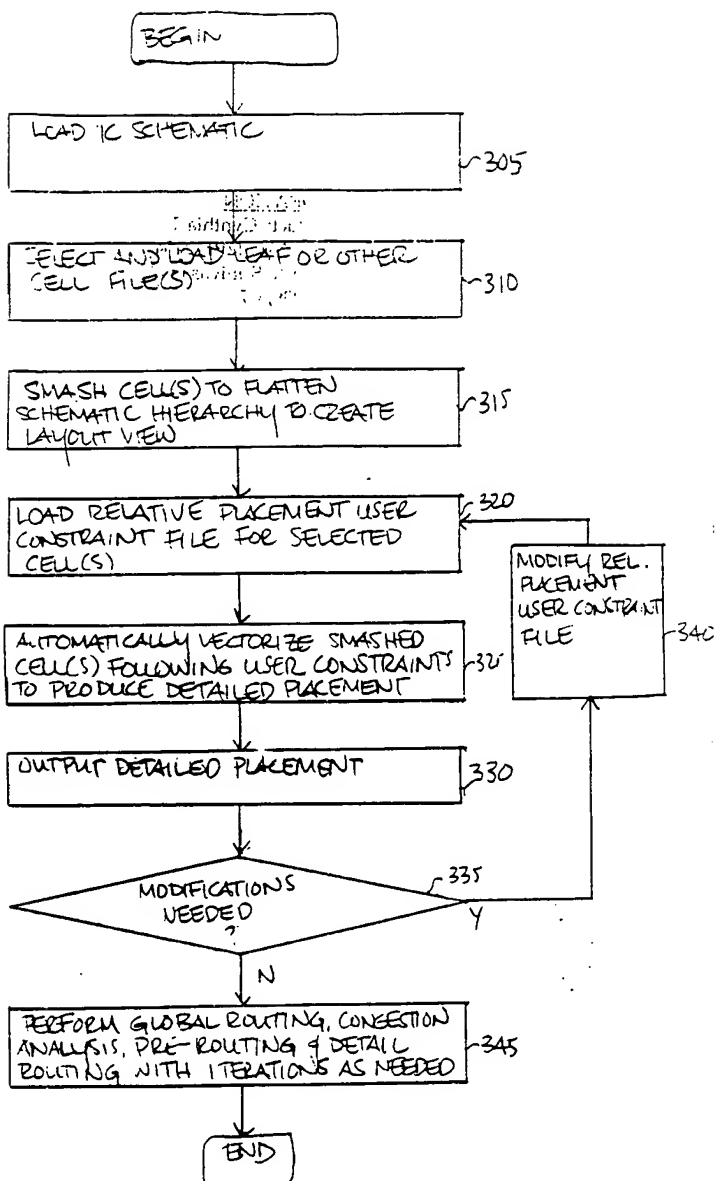 BEGIN
LOAD IC SCHEMATIC
305
SELECT AND LOAD LEAF OR OTHER
CELL FILE(S)
310
SMASH CELL(S) TO FLATTEN
SCHEMATIC HIERARCHY TO CREATE
LAYOUT VIEW
315
LOAD RELATIVE PLACEMENT USER
CONSTRAINT FILE FOR SELECTED
CELL(S)
320
AUTOMATICALLY VECTORIZE SMASHED
CELL(S) FOLLOWING USER CONSTRAINTS
TO PRODUCE DETAILED PLACEMENT
325
MODIFY REL.
PLACEMENT
USER CONSTRAINT
FILE
340
OUTPUT DETAILED PLACEMENT
330
MODIFICATIONS
NEEDED
?
335
Y
N
PERFORM GLOBAL ROUTING, CONGESTION
ANALYSIS, PRE-ROUTING & DETAIL
ROUTING WITH ITERATIONS AS NEEDED
345
END